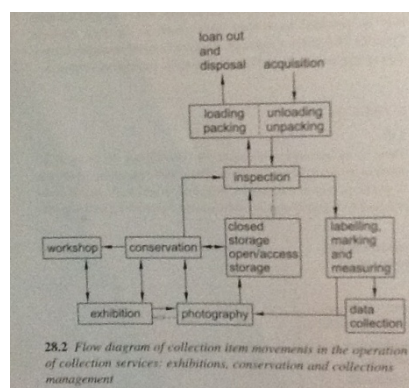 loan out
and
disposal acquisition
loading unloading
packing unpacking
inspection
closed
storage
open/access
storage
labelling,
marking
and
measuring
workshop conservation
exhibition photography
data
collection
28.2 Flow diagram of collection item movements in the operation
of collection services: exhibitions, conservation and collections
management